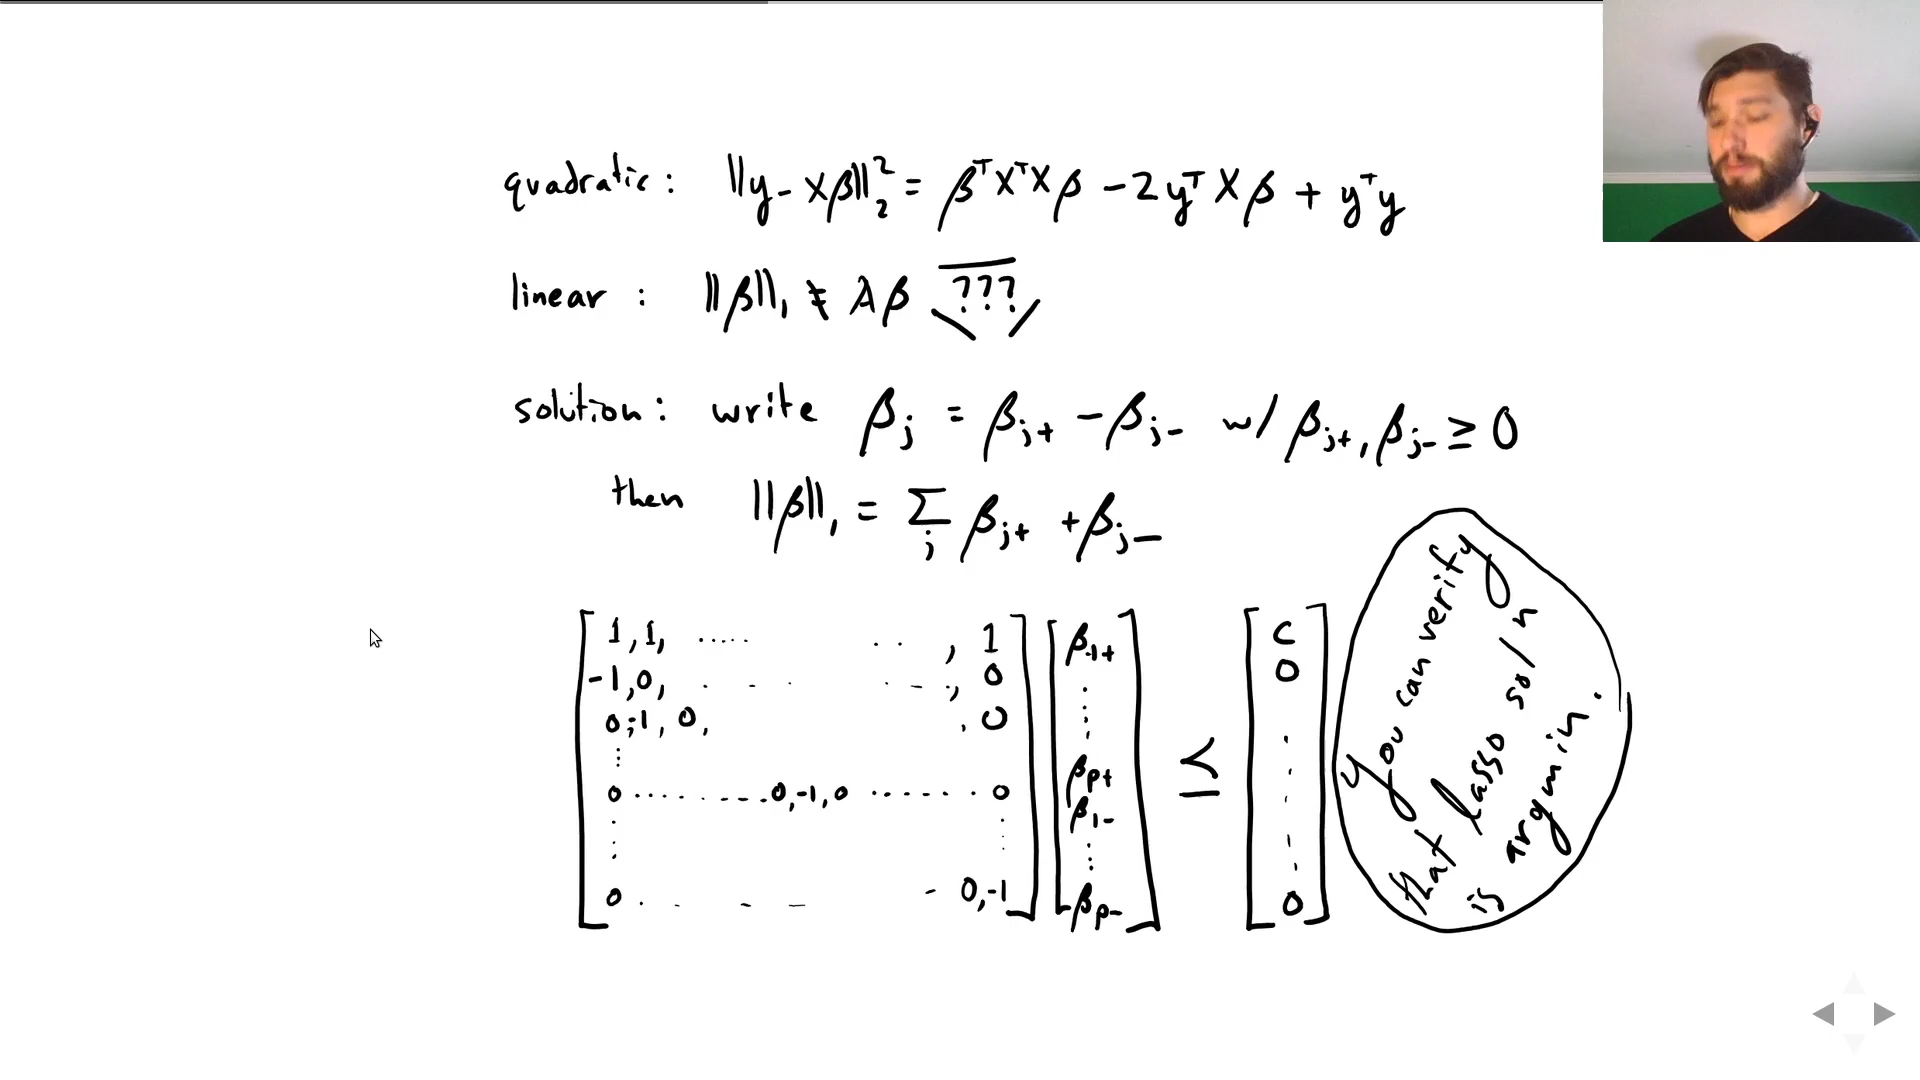 quadratic: ||y - Xβ||₂² = βᵀXᵀXβ - 2yᵀXβ + yᵀy
linear : ||β||₁ ≠ Aβ ???
solution: write βⱼ = βⱼ₊ - βⱼ₋ w/ βⱼ₊, βⱼ₋ ≥ 0
then ||β||₁ = Σⱼ βⱼ₊ + βⱼ₋
1, 1, ..... .. , 1
-1, 0, . . . . - . , 0
0, -1, 0, . 0
⋮
0 ........ 0, -1, 0 ....... 0
⋮
0 . . - - - 0, -1
β₁₊
⋮
βₚ₊
β₁₋
⋮
βₚ₋
≤
C
0
⋮
0
You can verify
that lasso sol'n
is argmin.